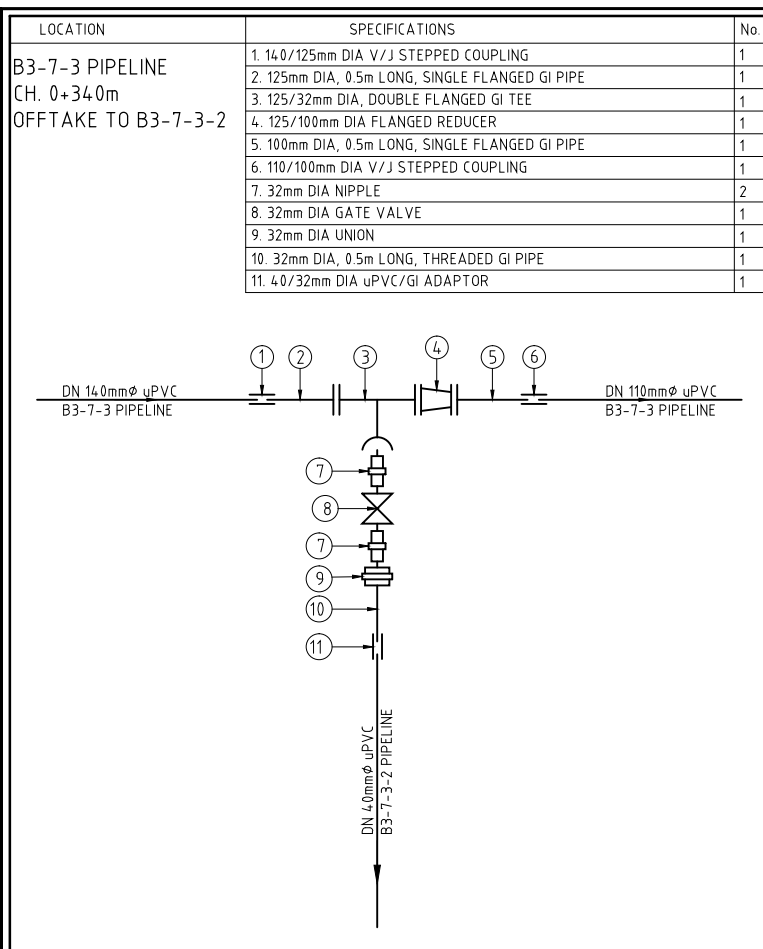 LOCATION SPECIFICATIONS No.
B3-7-3 PIPELINE
CH. 0+340m
OFFTAKE TO B3-7-3-2
1. 140/125mm DIA V/J STEPPED COUPLING 1
2. 125mm DIA, 0.5m LONG, SINGLE FLANGED GI PIPE 1
3. 125/32mm DIA, DOUBLE FLANGED GI TEE 1
4. 125/100mm DIA FLANGED REDUCER 1
5. 100mm DIA, 0.5m LONG, SINGLE FLANGED GI PIPE 1
6. 110/100mm DIA V/J STEPPED COUPLING 1
7. 32mm DIA NIPPLE 2
8. 32mm DIA GATE VALVE 1
9. 32mm DIA UNION 1
10. 32mm DIA, 0.5m LONG, THREADED GI PIPE 1
11. 40/32mm DIA uPVC/GI ADAPTOR 1
1 2 3 4 5 6
DN 140mmø uPVC
B3-7-3 PIPELINE
DN 110mmø uPVC
B3-7-3 PIPELINE
7
8
7
9
10
11
DN 40mmø uPVC
B3-7-3-2 PIPELINE